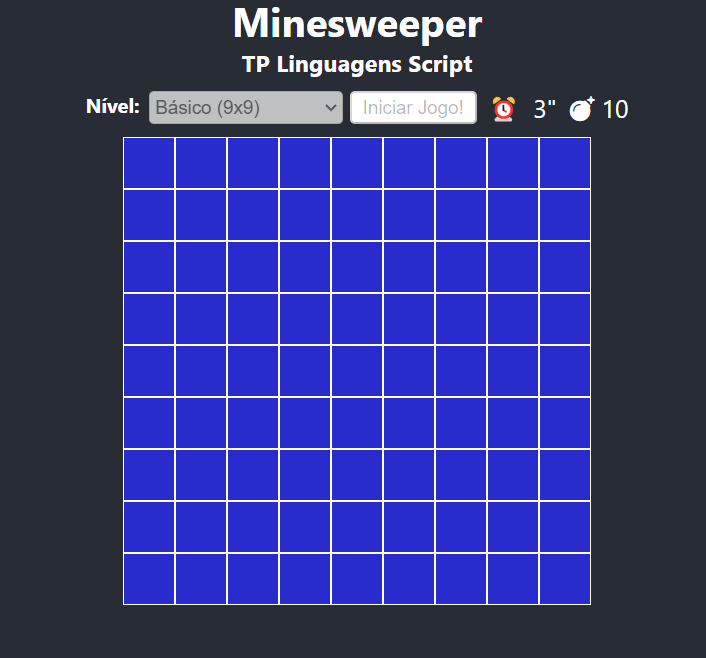 Minesweeper
TP Linguagens Script
Nível: Básico (9x9) Iniciar Jogo! 3" 10